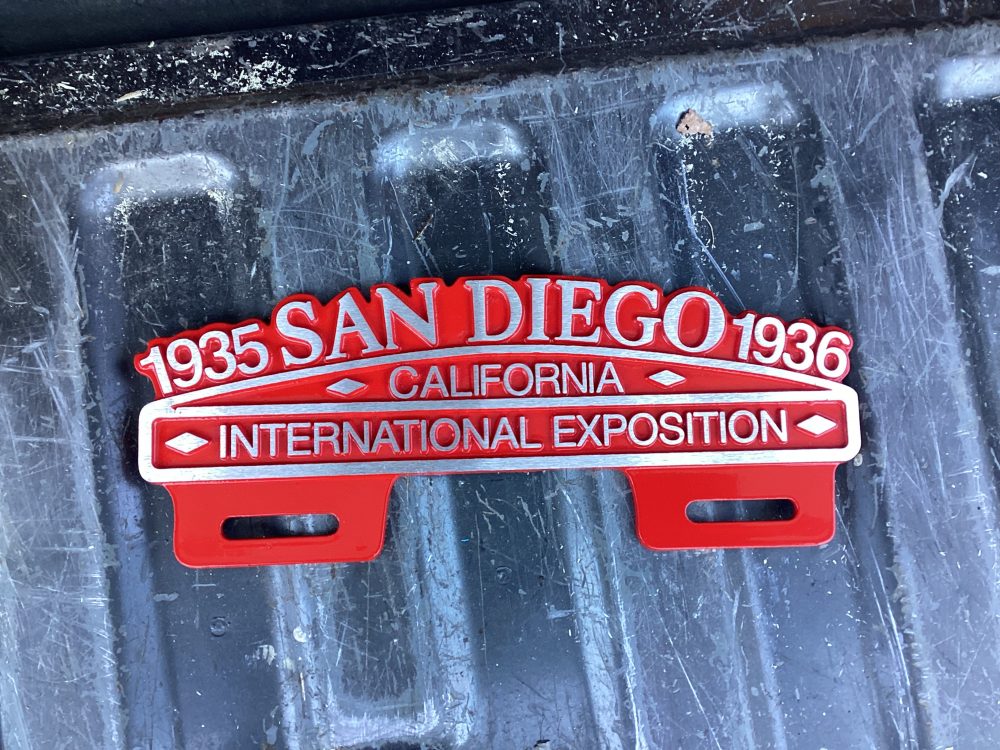 1935 SAN DIEGO 1936
CALIFORNIA
INTERNATIONAL EXPOSITION